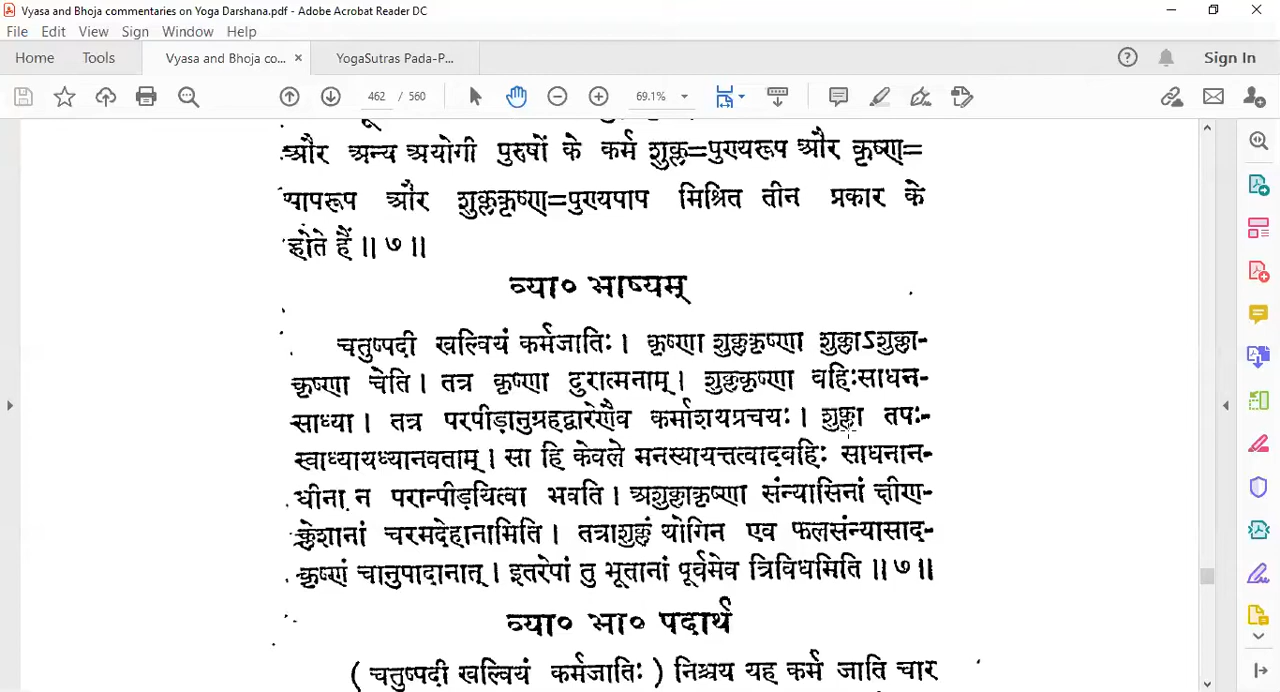 Vyasa and Bhoja commentaries on Yoga Darshana.pdf - Adobe Acrobat Reader DC
File Edit View Sign Window Help
Home Tools Vyasa and Bhoja co... × YogaSutras Pada-P... Sign In
462 / 560 69.1%
और अन्य अयोगी पुरुषों के कर्म शुक्ल=पुण्यरूप और कृष्ण=
पापरूप और शुक्लकृष्ण=पुण्यपाप मिश्रित तीन प्रकार के
होते हैं ॥ ७ ॥
व्या० भाष्यम्
चतुष्पदी खल्वियं कर्मजातिः । कृष्णा शुक्लकृष्णा शुक्लाऽशुक्ला-
कृष्णा चेति । तत्र कृष्णा दुरात्मनाम् । शुक्लकृष्णा वहिःसाधन-
साध्या । तत्र परपीड़ानुग्रहद्वारेणैव कर्माशयप्रचयः । शुक्ला तपः-
स्वाध्यायध्यानवताम् । सा हि केवले मनस्यायत्तत्वादवहिः साधनान-
धीना न परान्पीड़यित्वा भवति । अशुक्लाकृष्णा संन्यासिनां क्षीण-
क्लेशानां चरमदेहानामिति । तत्राशुक्लं योगिन एव फलसंन्यासाद-
कृष्णं चानुपादानात् । इतरेषां तु भूतानां पूर्वमेव त्रिविधमिति ॥ ७ ॥
व्या० भा० पदार्थ
( चतुष्पदी खल्वियं कर्मजातिः ) निश्चय यह कर्म जाति चार